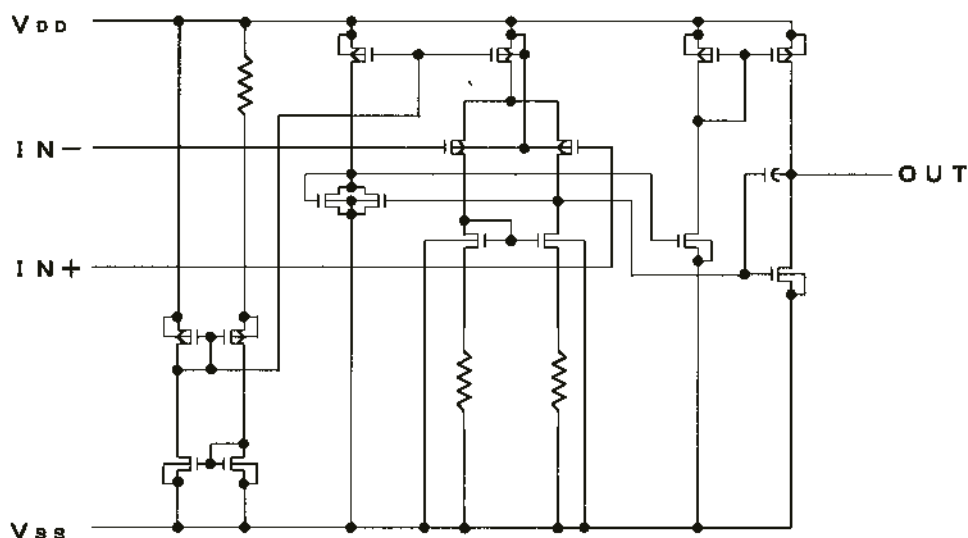 VDD
IN-
OUT
IN+
VSS